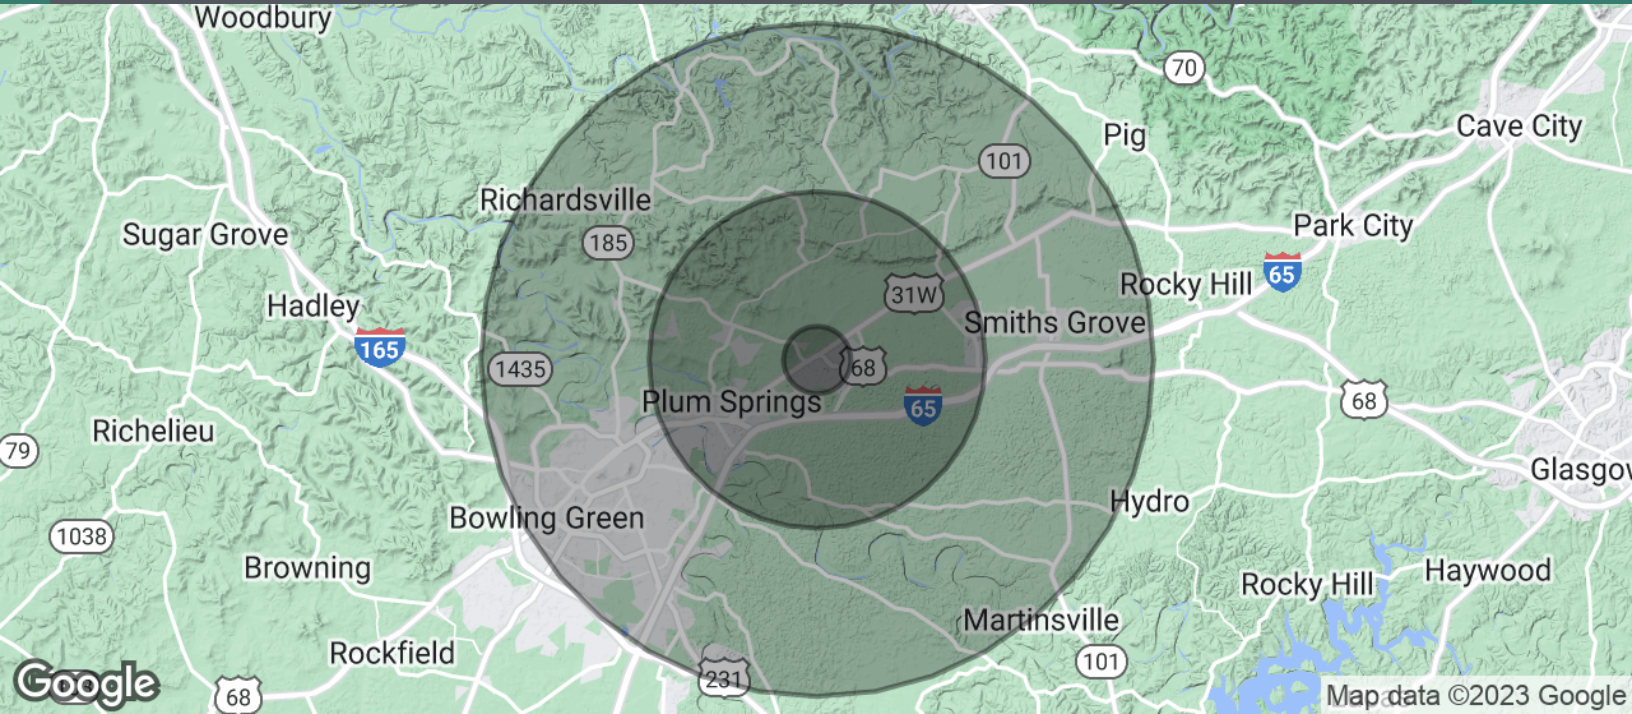 Woodbury
70
Cave City
Pig
101
Richardsville
Park City
Sugar Grove
185
65
Rocky Hill
31W
Hadley
Smiths Grove
165
1435
68
Plum Springs
65
68
Richelieu
79
Glasgow
Hydro
Bowling Green
1038
Browning
Haywood
Rocky Hill
Martinsville
Rockfield
101
231
Google
68
Map data ©2023 Google